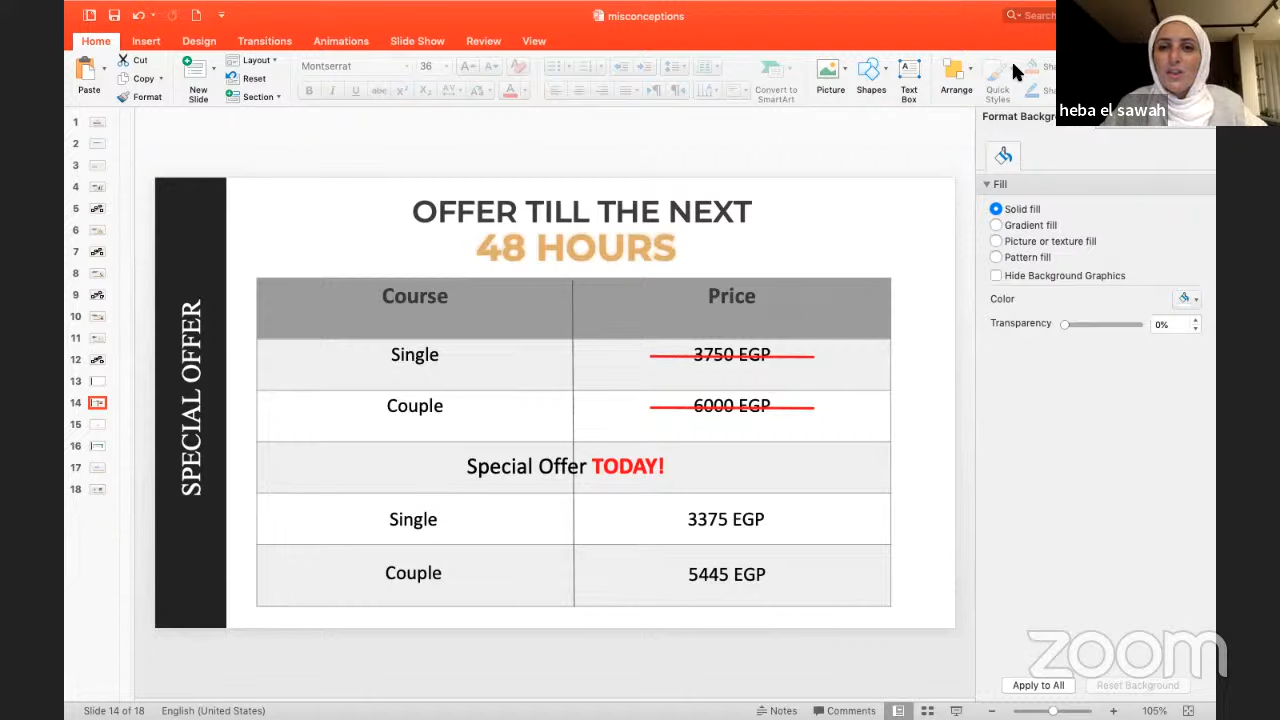 misconceptions
Search
Home Insert Design Transitions Animations Slide Show Review View
Paste
Cut
Copy
Format
New Slide
Layout
Reset
Section
Montserrat 36
Convert to SmartArt
Picture
Shapes
Text Box
Arrange
Quick Styles
heba el sawah
1
2
3
4
5
6
7
8
9
10
11
12
13
14
15
16
17
18
SPECIAL OFFER
OFFER TILL THE NEXT
48 HOURS
Course Price
Single 3750 EGP
Couple 6000 EGP
Special Offer TODAY!
Single 3375 EGP
Couple 5445 EGP
Fill
Solid fill
Gradient fill
Picture or texture fill
Pattern fill
Hide Background Graphics
Color
Transparency 0%
zoom
Apply to All Reset Background
Slide 14 of 18 English (United States) Notes Comments 105%